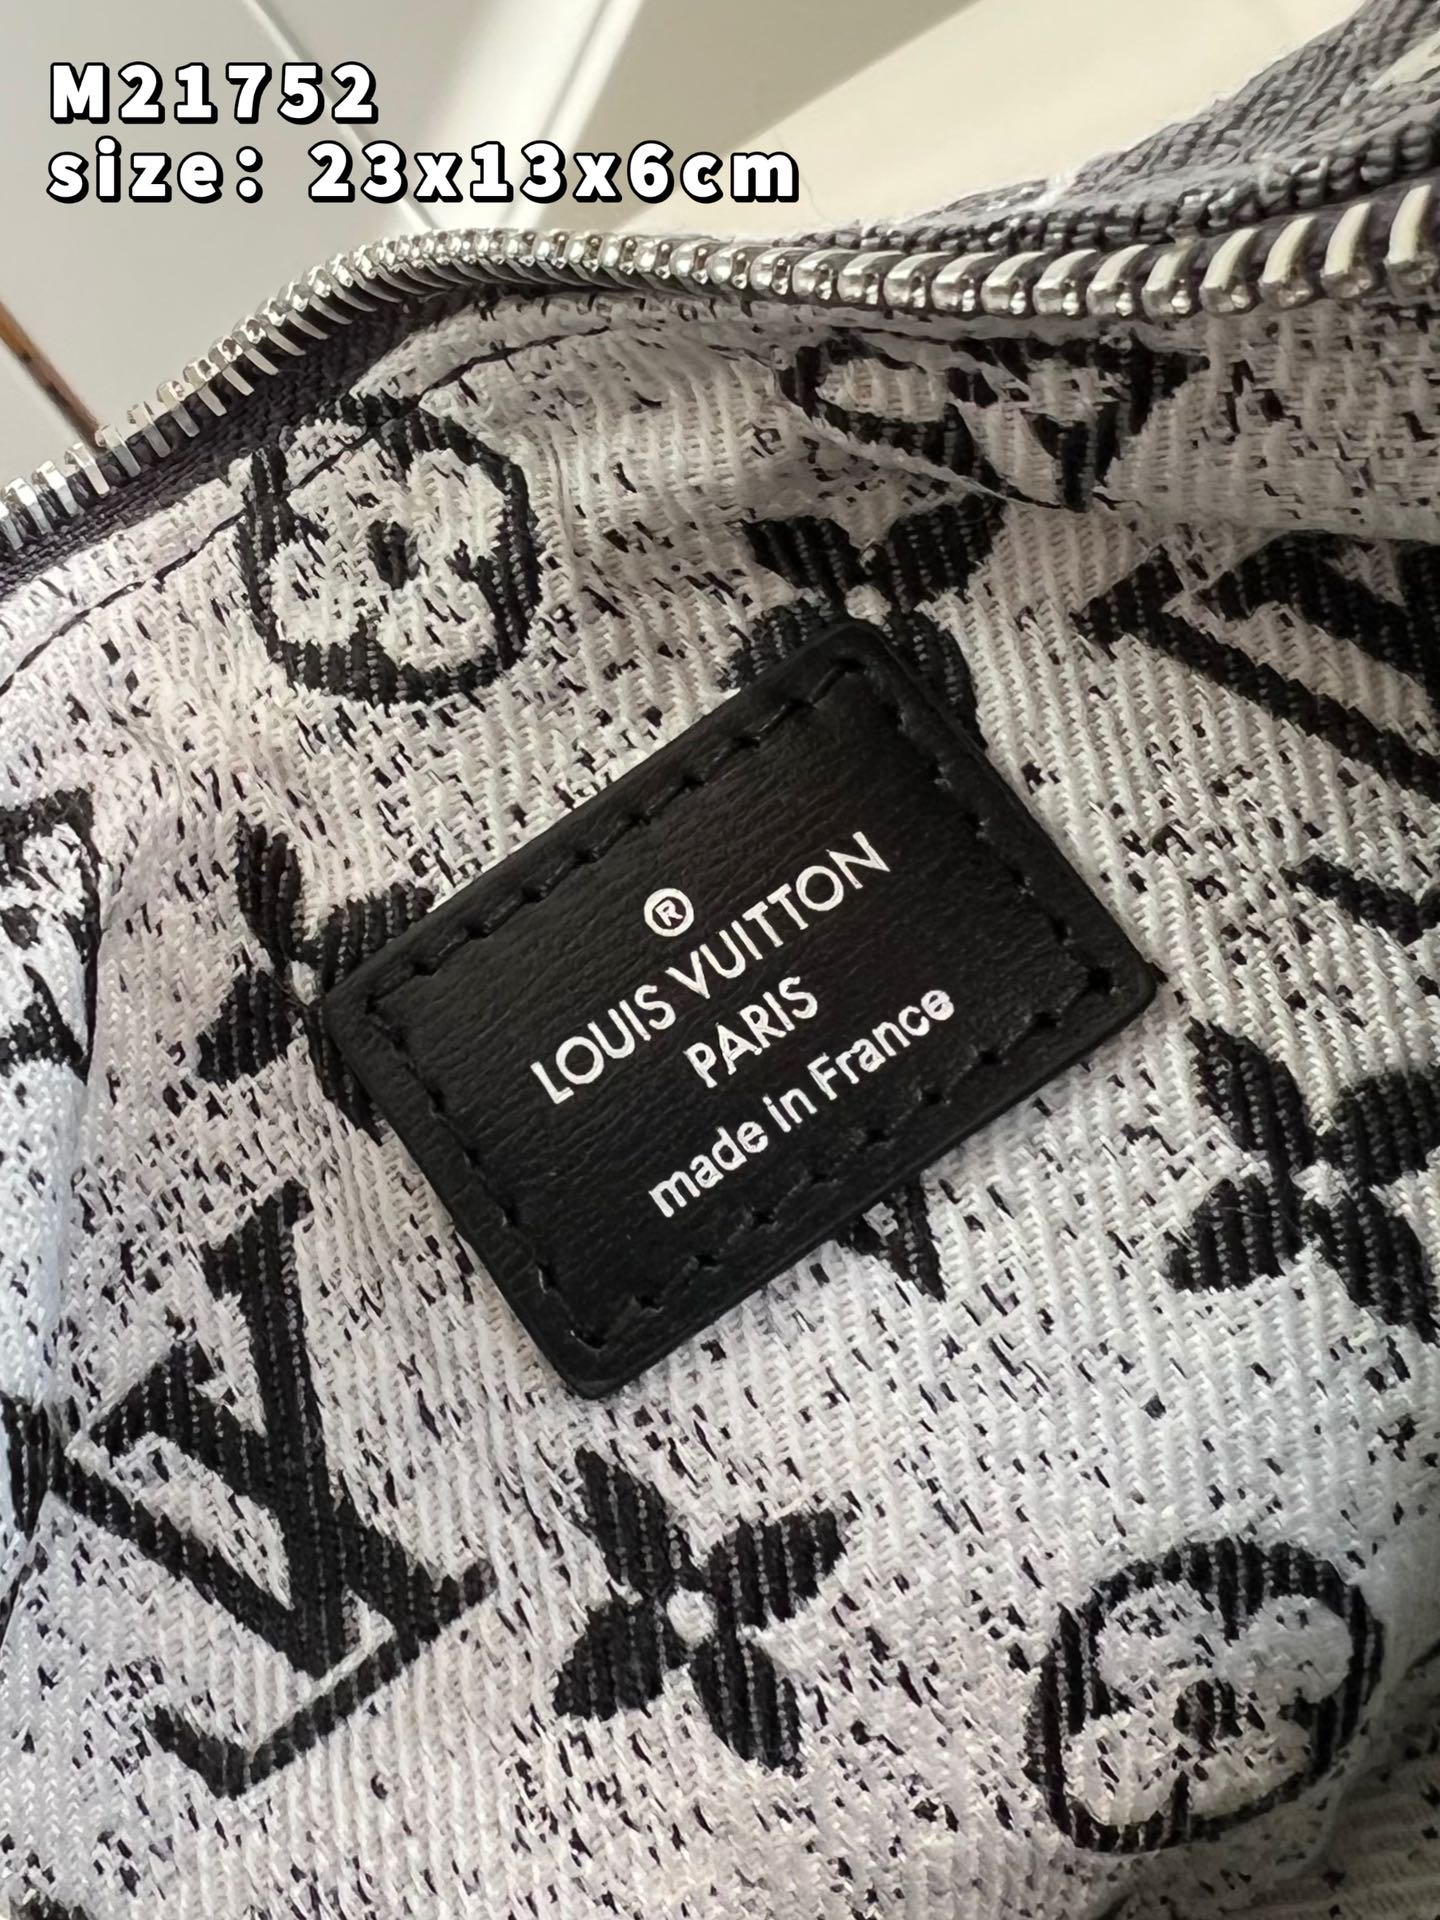 M21752
size: 23x13x6cm
®
LOUIS VUITTON
PARIS
made in France